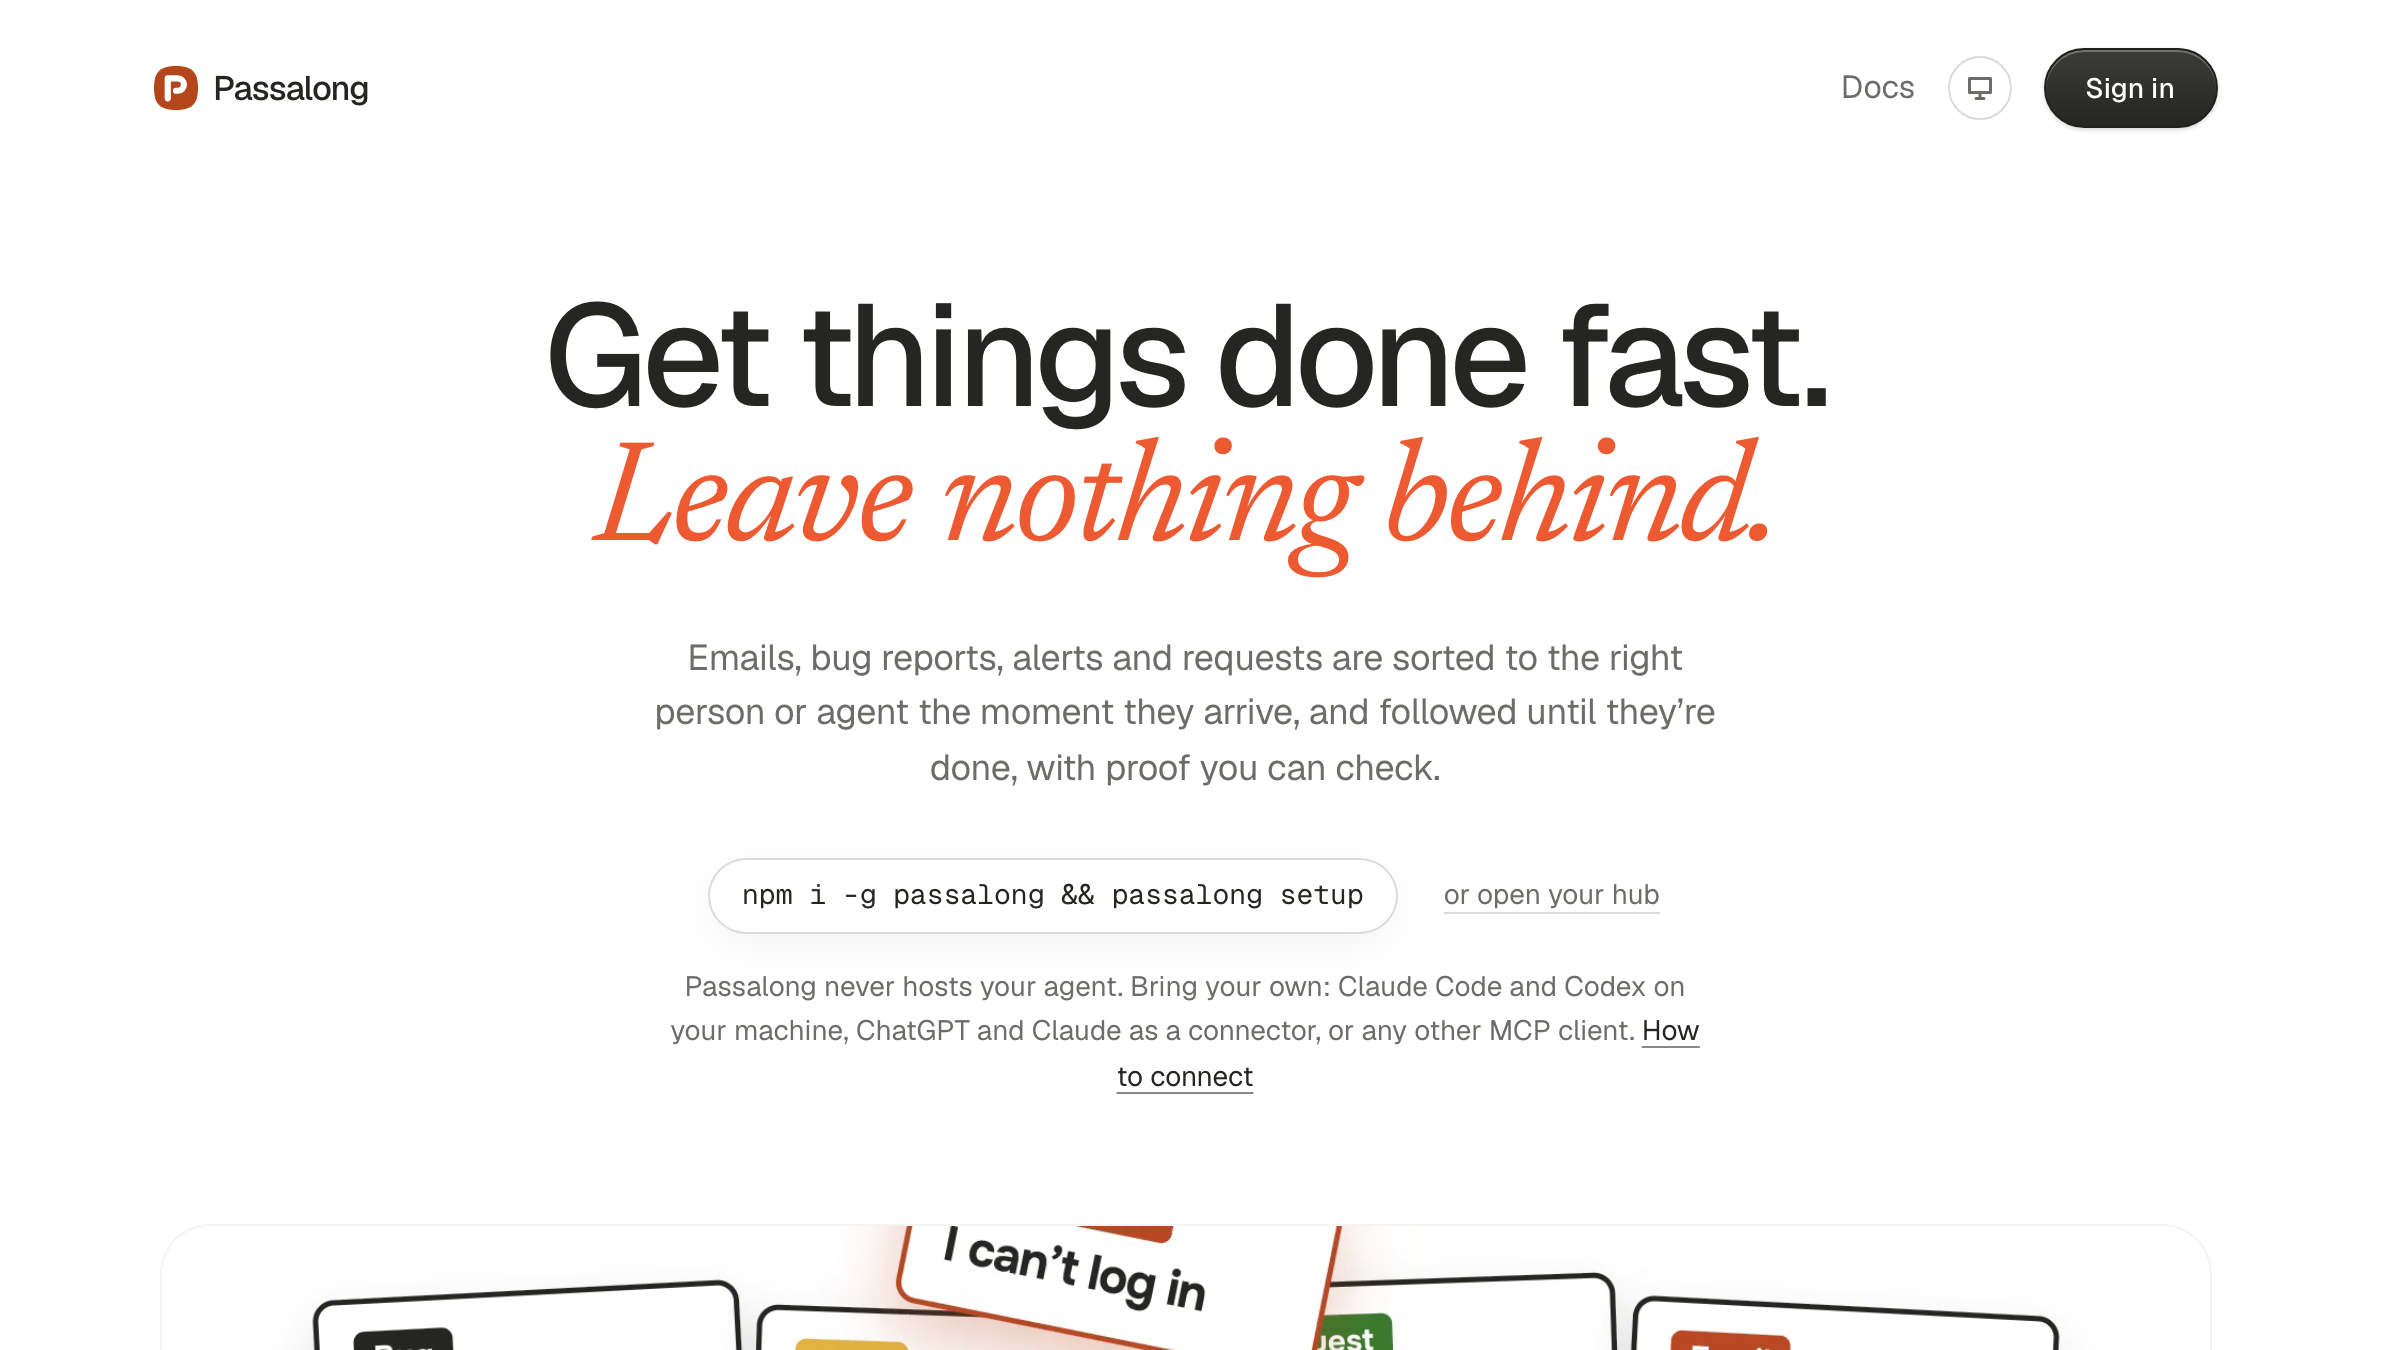 Passalong
Docs
Sign in
Get things done fast.
Leave nothing behind.
Emails, bug reports, alerts and requests are sorted to the right
person or agent the moment they arrive, and followed until they’re
done, with proof you can check.
npm i -g passalong && passalong setup
or open your hub
Passalong never hosts your agent. Bring your own: Claude Code and Codex on
your machine, ChatGPT and Claude as a connector, or any other MCP client. How
to connect
I can’t log in